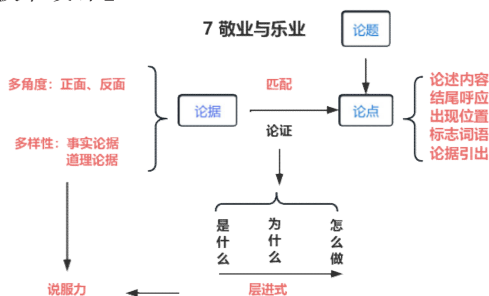 7 敬业与乐业
论题
多角度：正面、反面
多样性：事实论据
道理论据
论据
匹配
论证
论点
论述内容
结尾呼应
出现位置
标志词语
论据引出
是什么
为什么
怎么做
说服力
层进式